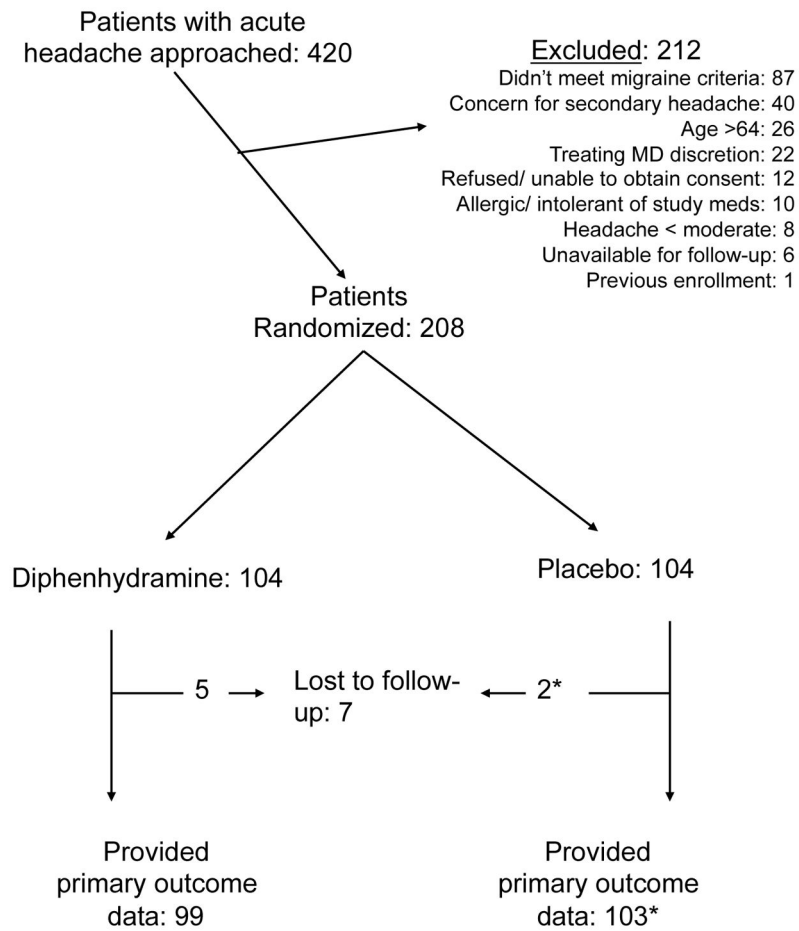 Patients with acute
headache approached: 420
Excluded: 212
Didn’t meet migraine criteria: 87
Concern for secondary headache: 40
Age >64: 26
Treating MD discretion: 22
Refused/ unable to obtain consent: 12
Allergic/ intolerant of study meds: 10
Headache < moderate: 8
Unavailable for follow-up: 6
Previous enrollment: 1
Patients
Randomized: 208
Diphenhydramine: 104
Placebo: 104
5
Lost to follow-
up: 7
2*
Provided
primary outcome
data: 99
Provided
primary outcome
data: 103*